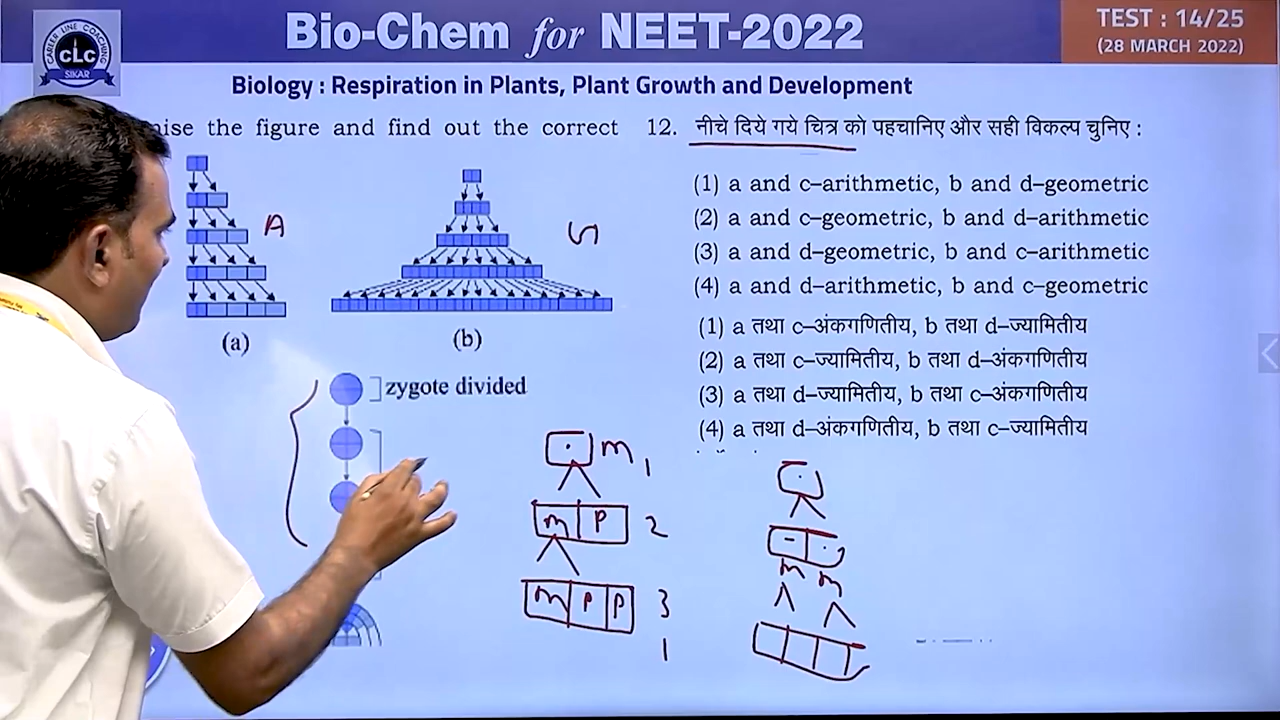 Bio-Chem for NEET-2022
TEST : 14/25
(28 MARCH 2022)
CAREER LINE COACHING
CLC
SIKAR
Biology : Respiration in Plants, Plant Growth and Development
the figure and find out the correct
12. नीचे दिये गये चित्र को पहचानिए और सही विकल्प चुनिए :
(1) a and c–arithmetic, b and d–geometric
(2) a and c–geometric, b and d–arithmetic
(3) a and d–geometric, b and c–arithmetic
(4) a and d–arithmetic, b and c–geometric
(1) a तथा c–अंकगणितीय, b तथा d–ज्यामितीय
(2) a तथा c–ज्यामितीय, b तथा d–अंकगणितीय
(3) a तथा d–ज्यामितीय, b तथा c–अंकगणितीय
(4) a तथा d–अंकगणितीय, b तथा c–ज्यामितीय
A
G
(a)
(b)
zygote divided
m 1
m P 2
m P P 3
1
m m